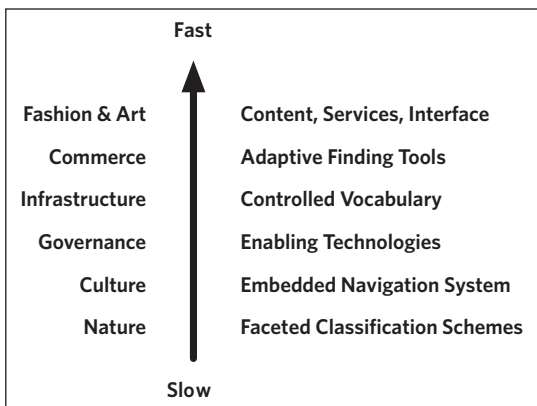 Fast
Fashion & Art Content, Services, Interface
Commerce Adaptive Finding Tools
Infrastructure Controlled Vocabulary
Governance Enabling Technologies
Culture Embedded Navigation System
Nature Faceted Classification Schemes
Slow